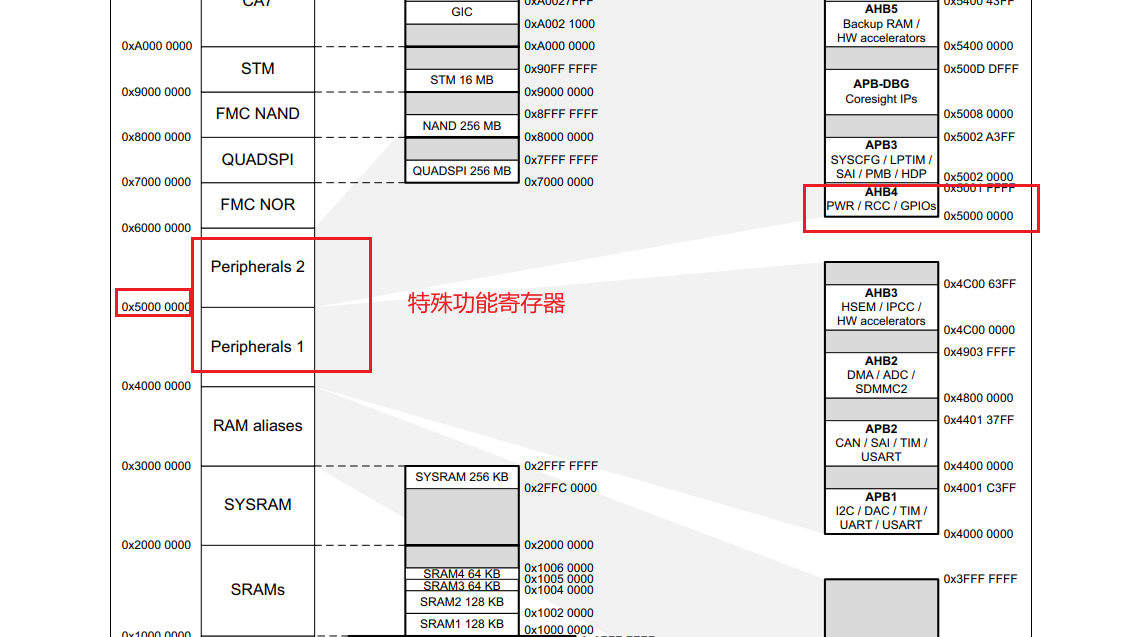 CA7
0xA000 0000
STM
0x9000 0000
FMC NAND
0x8000 0000
QUADSPI
0x7000 0000
FMC NOR
0x6000 0000
Peripherals 2
0x5000 0000
Peripherals 1
0x4000 0000
RAM aliases
0x3000 0000
SYSRAM
0x2000 0000
SRAMs
0x1000 0000
0xA0027FFF
GIC
0xA002 1000
0xA000 0000
0x90FF FFFF
STM 16 MB
0x9000 0000
0x8FFF FFFF
NAND 256 MB
0x8000 0000
0x7FFF FFFF
QUADSPI 256 MB
0x7000 0000
特殊功能寄存器
0x2FFF FFFF
SYSRAM 256 KB
0x2FFC 0000
0x2000 0000
0x1006 0000
SRAM4 64 KB
0x1005 0000
SRAM3 64 KB
0x1004 0000
SRAM2 128 KB
0x1002 0000
SRAM1 128 KB
0x1000 0000
0x5400 43FF
AHB5
Backup RAM /
HW accelerators
0x5400 0000
0x500D DFFF
APB-DBG
Coresight IPs
0x5008 0000
0x5002 A3FF
APB3
SYSCFG / LPTIM /
SAI / PMB / HDP
0x5002 0000
0x5001 FFFF
AHB4
PWR / RCC / GPIOs
0x5000 0000
0x4C00 63FF
AHB3
HSEM / IPCC /
HW accelerators
0x4C00 0000
0x4903 FFFF
AHB2
DMA / ADC /
SDMMC2
0x4800 0000
0x4401 37FF
APB2
CAN / SAI / TIM /
USART
0x4400 0000
0x4001 C3FF
APB1
I2C / DAC / TIM /
UART / USART
0x4000 0000
0x3FFF FFFF